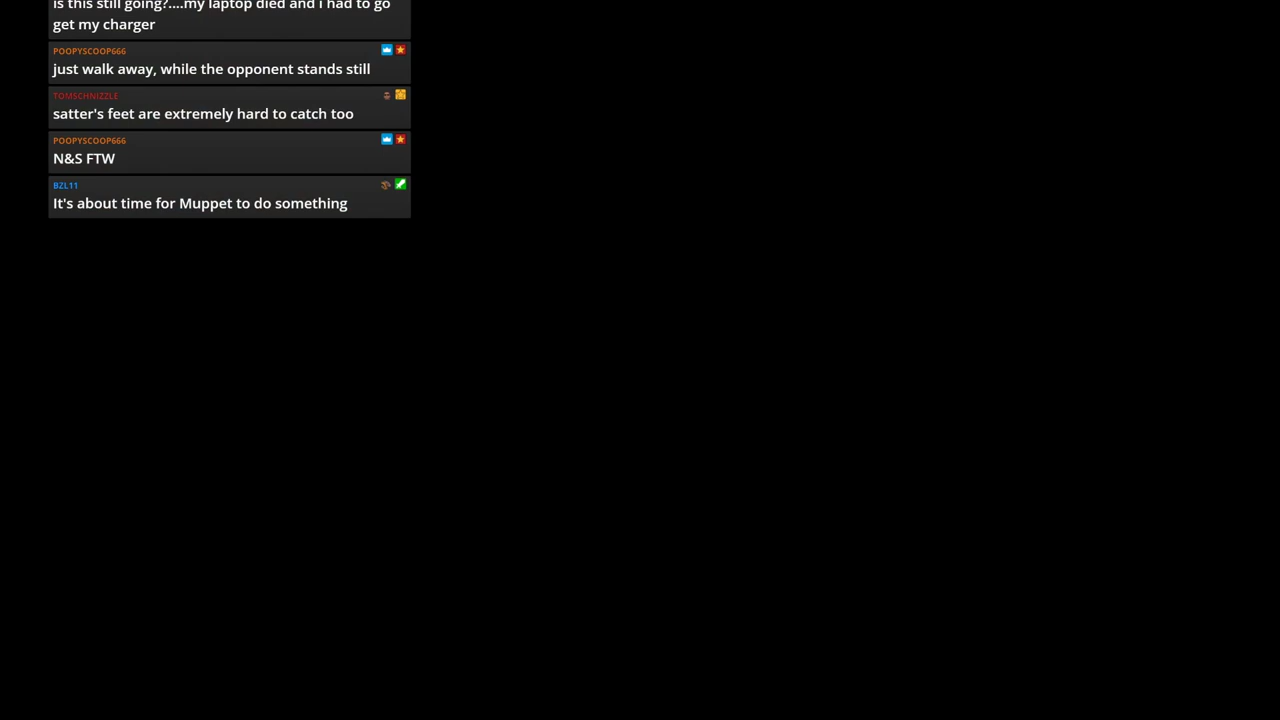 is this still going?....my laptop died and i had to go
get my charger
POOPYSCOOP666
just walk away, while the opponent stands still
TOMSCHNIZZLE
satter's feet are extremely hard to catch too
POOPYSCOOP666
N&S FTW
BZL11
It's about time for Muppet to do something